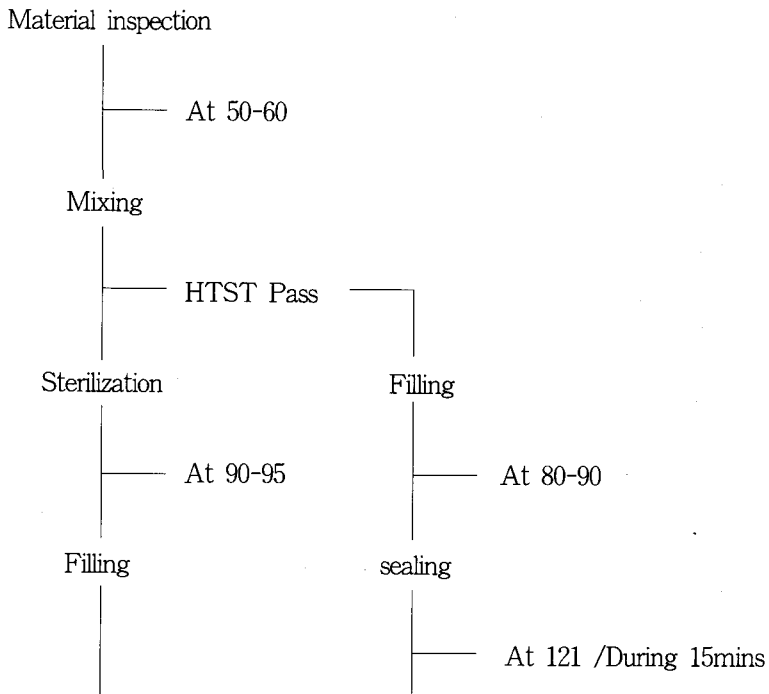 Material inspection
At 50-60
Mixing
HTST Pass
Sterilization
Filling
At 90-95
At 80-90
Filling
sealing
At 121 /During 15mins